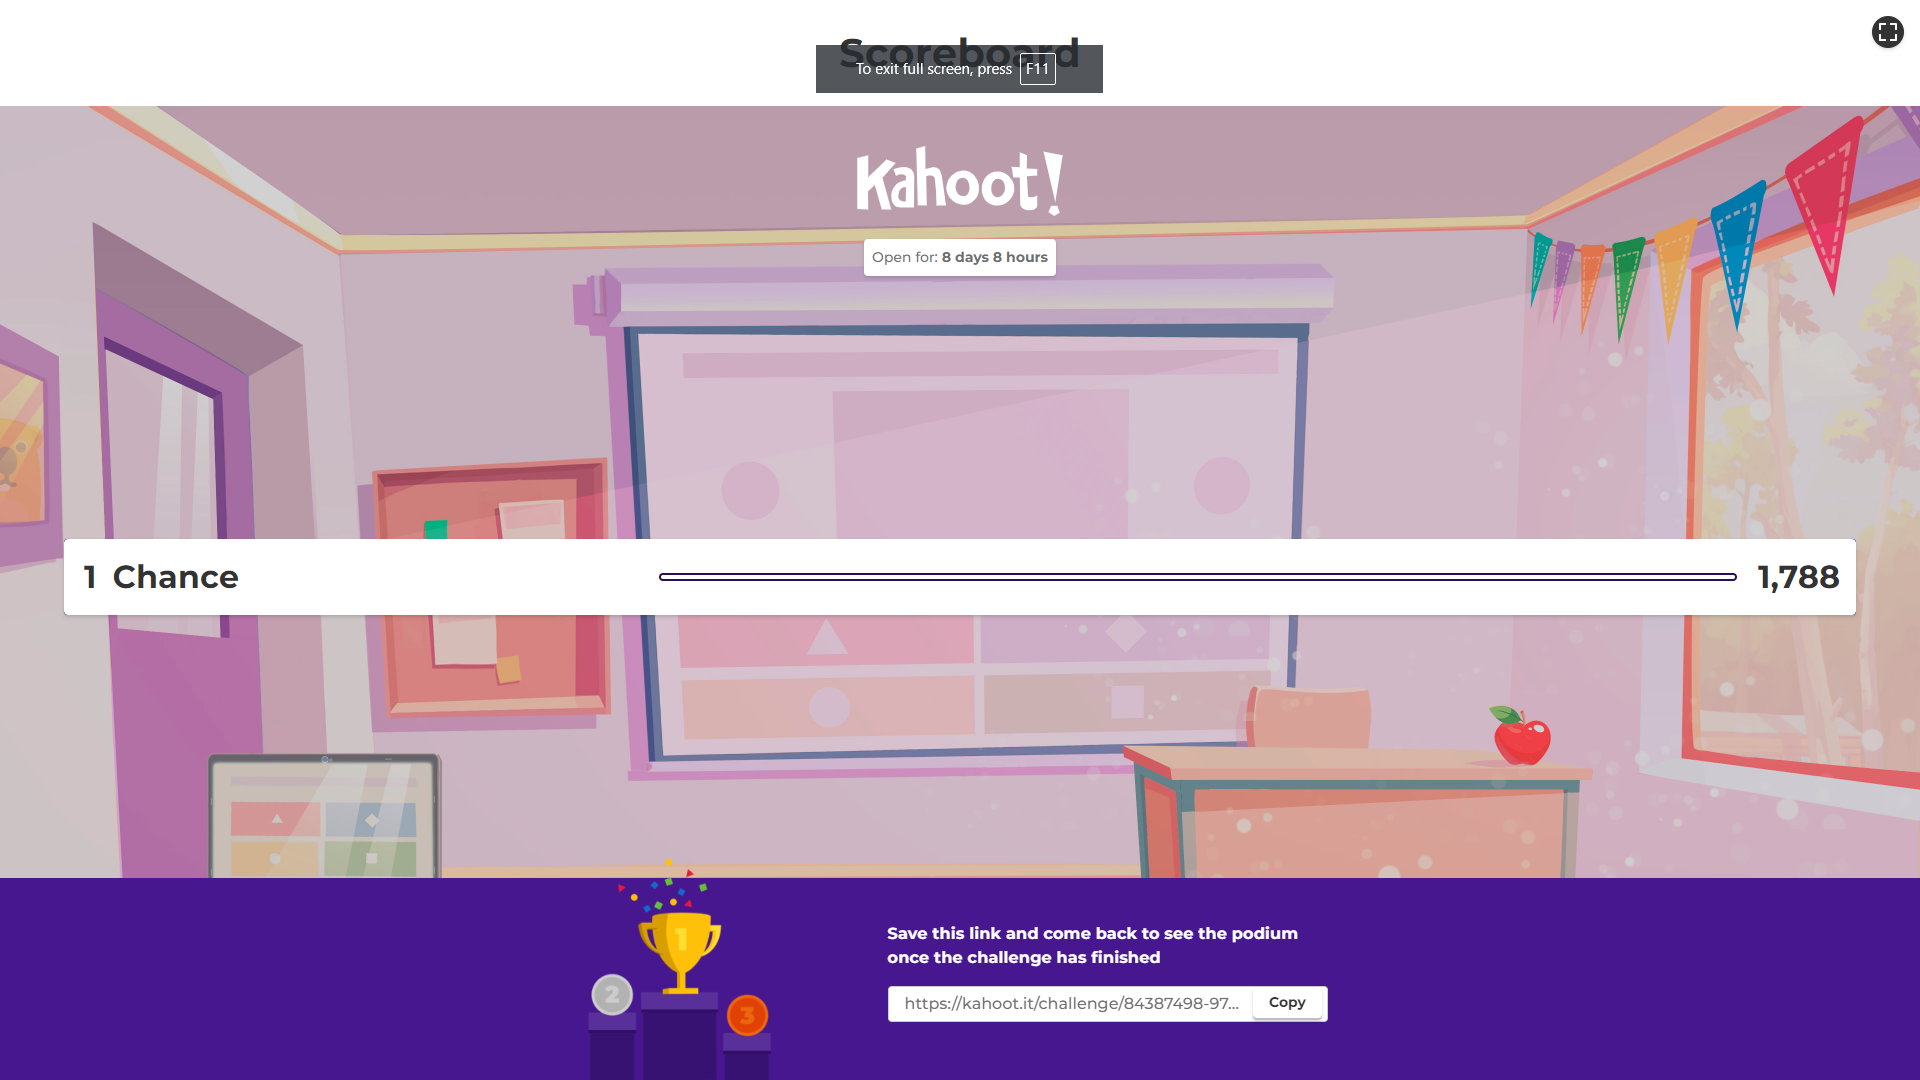 Scoreboard
To exit full screen, press F11
Kahoot!
Open for: 8 days 8 hours
1 Chance 1,788
1
2
3
Save this link and come back to see the podium
once the challenge has finished
https://kahoot.it/challenge/84387498-97... Copy